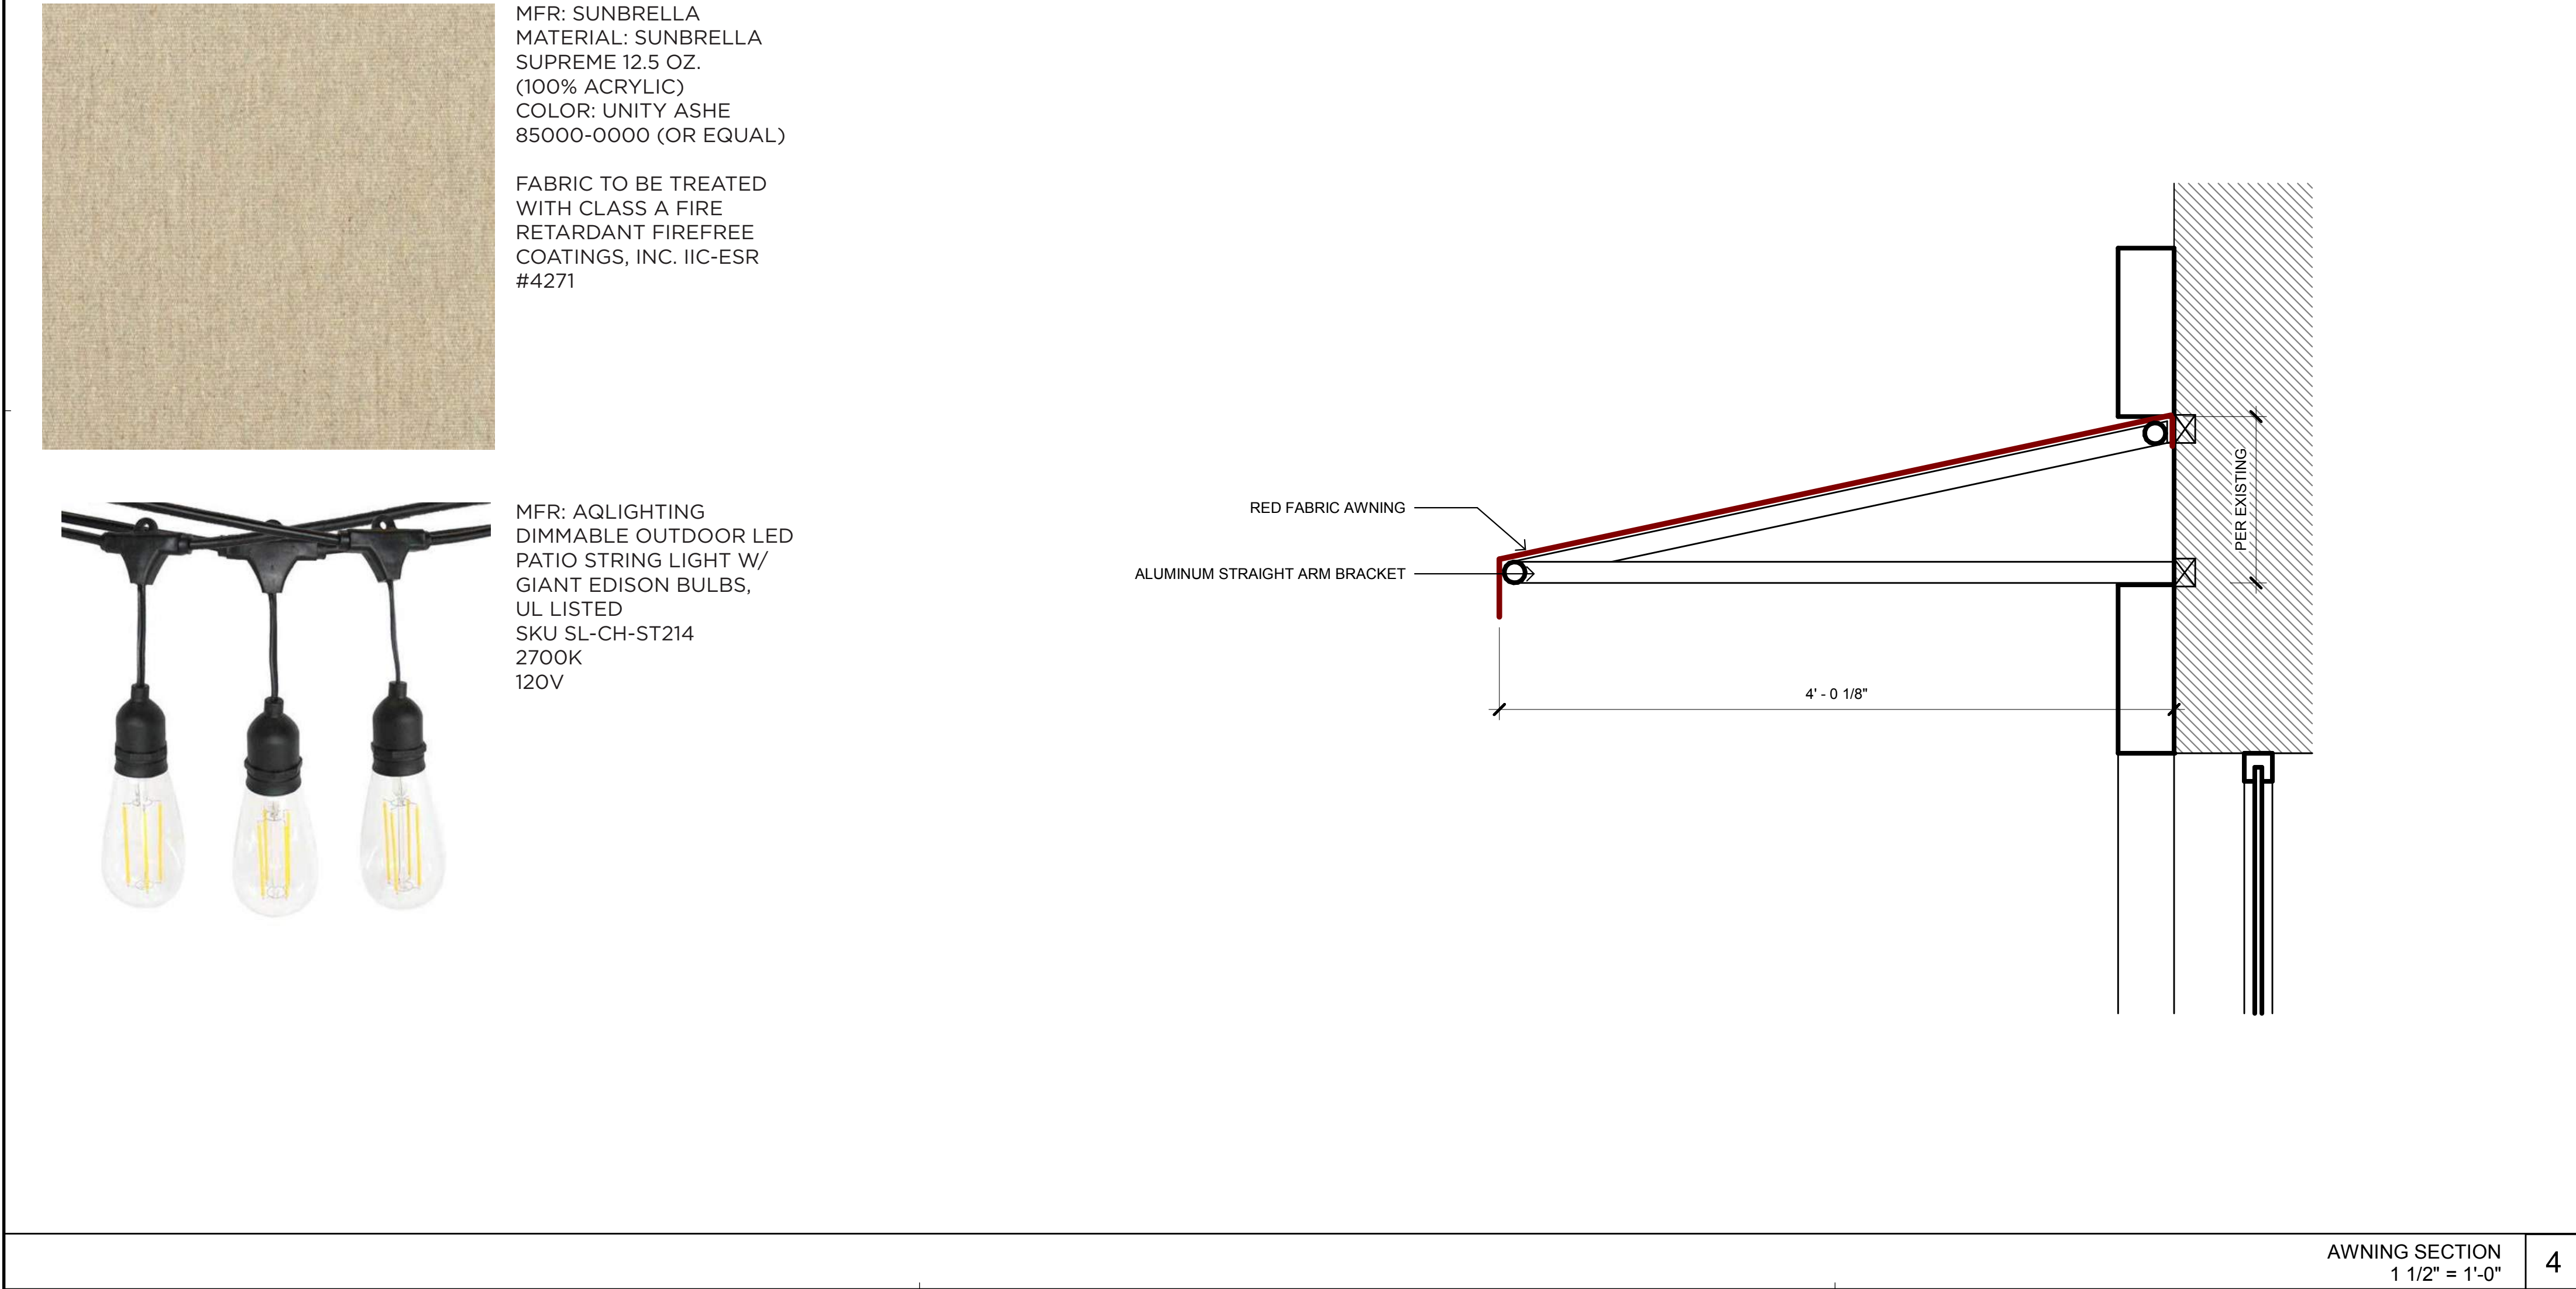 MFR: SUNBRELLA
MATERIAL: SUNBRELLA
SUPREME 12.5 OZ.
(100% ACRYLIC)
COLOR: UNITY ASHE
85000-0000 (OR EQUAL)
FABRIC TO BE TREATED
WITH CLASS A FIRE
RETARDANT FIREFREE
COATINGS, INC. IIC-ESR
#4271
MFR: AQLIGHTING
DIMMABLE OUTDOOR LED
PATIO STRING LIGHT W/
GIANT EDISON BULBS,
UL LISTED
SKU SL-CH-ST214
2700K
120V
RED FABRIC AWNING
ALUMINUM STRAIGHT ARM BRACKET
PER EXISTING
4' - 0 1/8"
AWNING SECTION
1 1/2" = 1'-0"
4